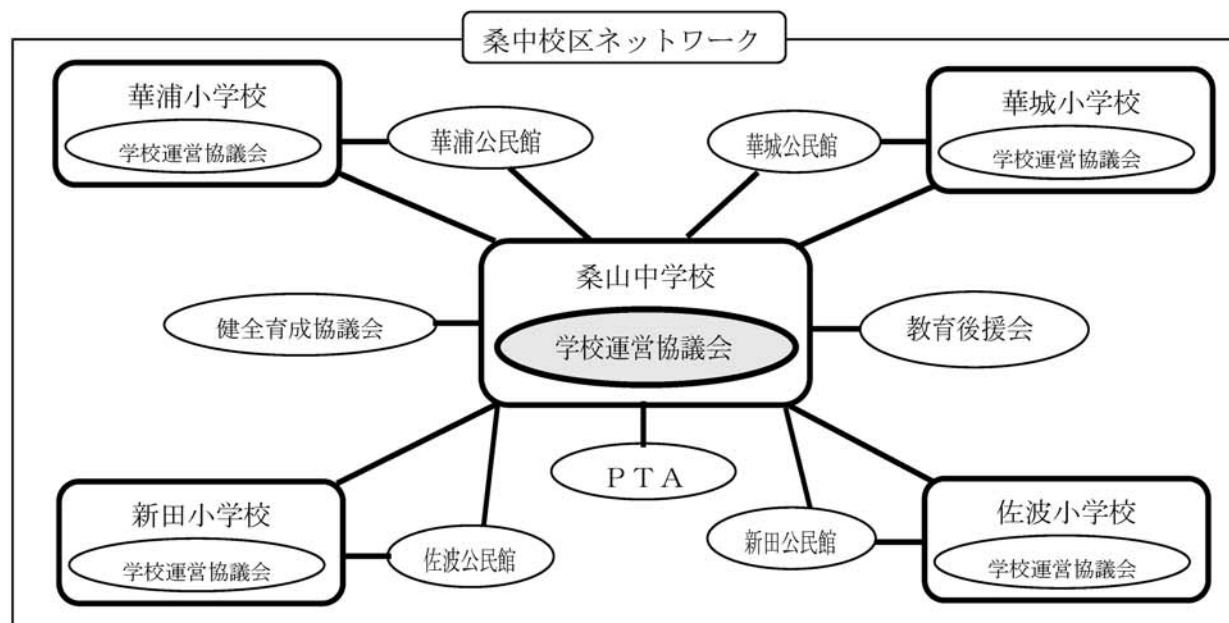 桑中校区ネットワーク
華浦小学校
学校運営協議会
華浦公民館
華城公民館
華城小学校
学校運営協議会
桑山中学校
学校運営協議会
健全育成協議会
教育後援会
ＰＴＡ
新田小学校
学校運営協議会
佐波公民館
新田公民館
佐波小学校
学校運営協議会